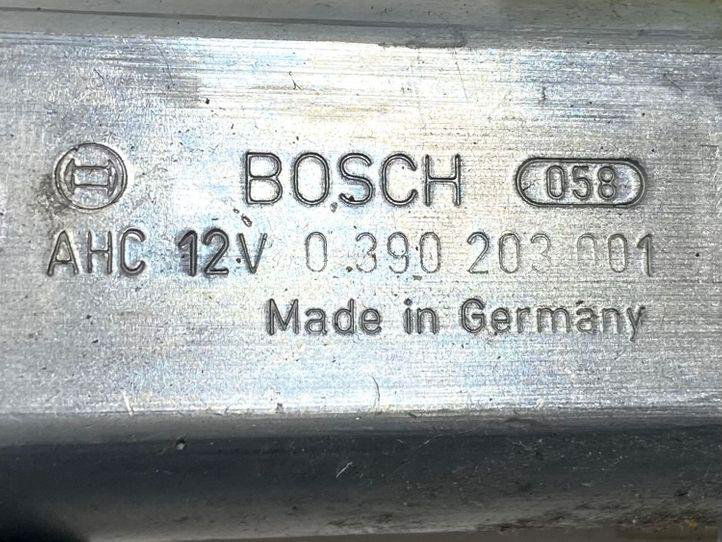 BOSCH 058
AHC 12V 0 390 203 001
Made in Germany